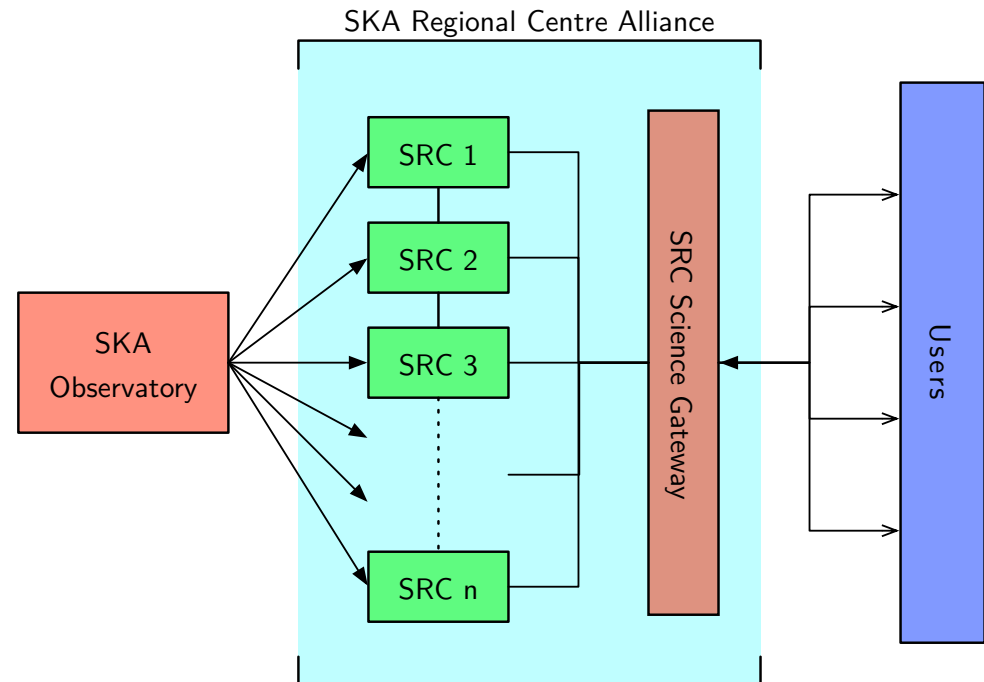 SKA Regional Centre Alliance
SKA
Observatory
SRC 1
SRC 2
SRC 3
SRC n
SRC Science Gateway
Users